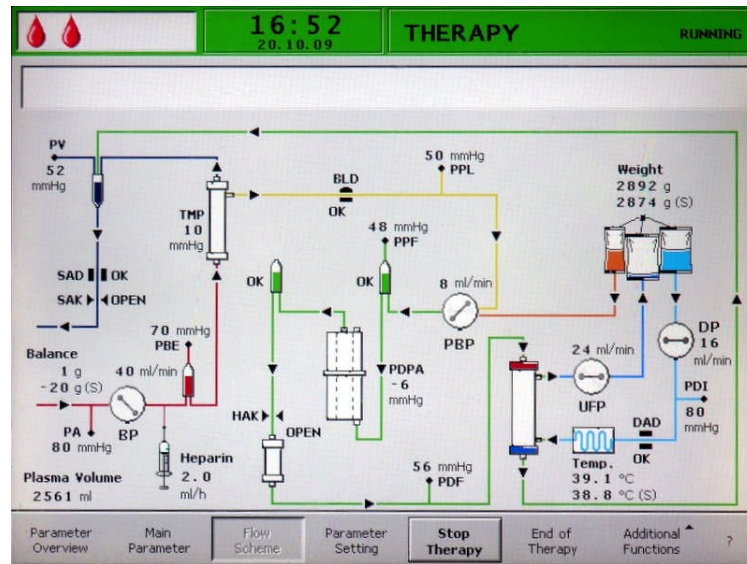 16:52
20.10.09
THERAPY
RUNNING
PV
52
mmHg
TMP
10
mmHg
BLD
OK
50 mmHg
PPL
48 mmHg
PPF
Weight
2892 g
2874 g (S)
SAD OK
SAK OPEN
OK
OK
8 ml/min
PBP
70 mmHg
PBE
Balance
1 g
-20 g (S)
40 ml/min
BP
PA
80 mmHg
PDPA
-6
mmHg
24 ml/min
UFP
DP
16
ml/min
PDI
80
mmHg
HAK
OPEN
DAD
OK
Heparin
2.0
ml/h
Plasma Volume
2561 ml
56 mmHg
PDF
Temp.
39.1 °C
38.8 °C (S)
Parameter
Overview
Main
Parameter
Flow
Scheme
Parameter
Setting
Stop
Therapy
End of
Therapy
Additional
Functions
?